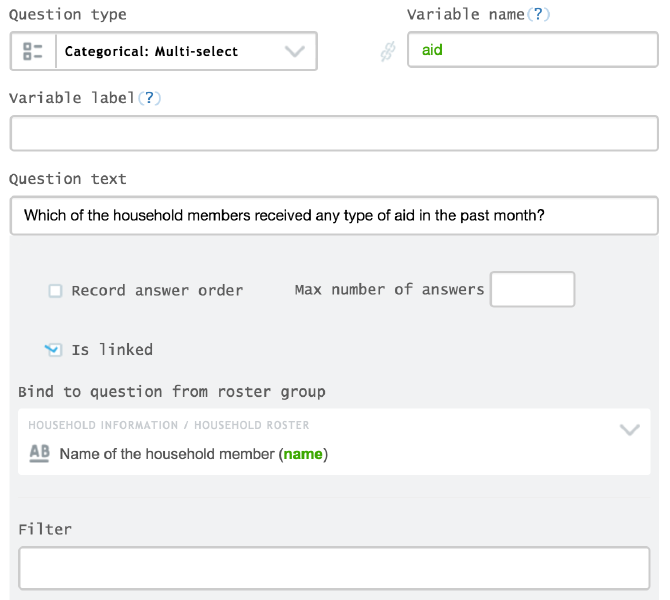 Question type
Variable name(?)
Categorical: Multi-select
aid
Variable label(?)
Question text
Which of the household members received any type of aid in the past month?
Record answer order
Max number of answers
Is linked
Bind to question from roster group
HOUSEHOLD INFORMATION / HOUSEHOLD ROSTER
AB Name of the household member (name)
Filter